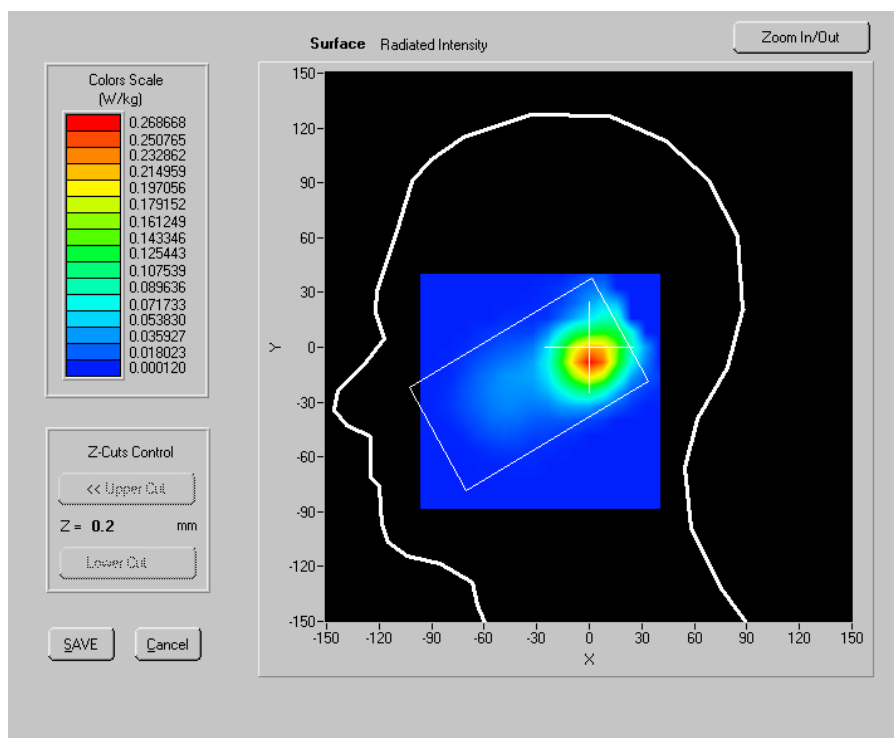 Surface Radiated Intensity
Zoom In/Out
Colors Scale
(W/kg)
0.268668
0.250765
0.232862
0.214959
0.197056
0.179152
0.161249
0.143346
0.125443
0.107539
0.089636
0.071733
0.053830
0.035927
0.018023
0.000120
Z-Cuts Control
<< Upper Cut
Z = 0.2 mm
Lower Cut
SAVE
Cancel
150
120
90
60
30
0
-30
-60
-90
-120
-150
Y
-150 -120 -90 -60 -30 0 30 60 90 120 150
X